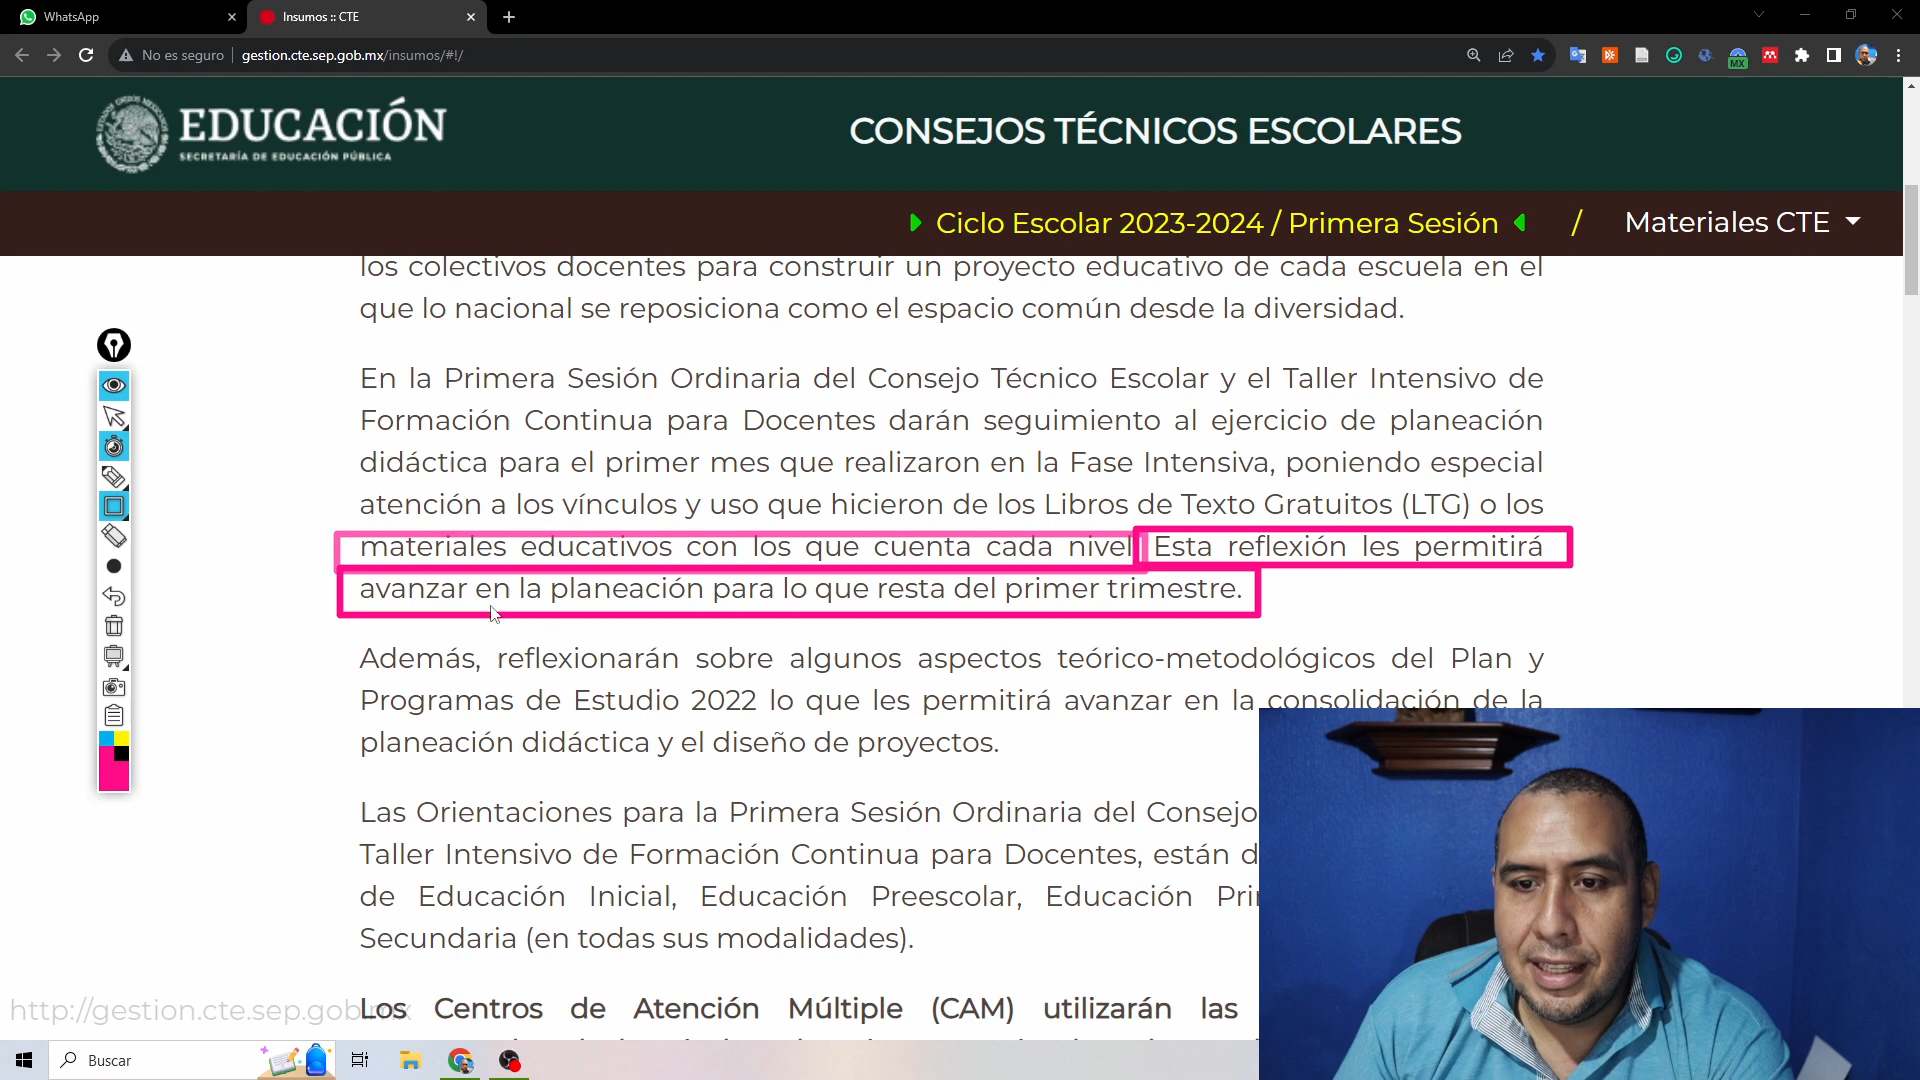 WhatsApp
Insumos :: CTE
No es seguro
gestion.cte.sep.gob.mx/insumos/#!/
MX
EDUCACIÓN
SECRETARÍA DE EDUCACIÓN PÚBLICA
CONSEJOS TÉCNICOS ESCOLARES
Ciclo Escolar 2023-2024 / Primera Sesión / Materiales CTE
los colectivos docentes para construir un proyecto educativo de cada escuela en el
que lo nacional se reposiciona como el espacio común desde la diversidad.
En la Primera Sesión Ordinaria del Consejo Técnico Escolar y el Taller Intensivo de
Formación Continua para Docentes darán seguimiento al ejercicio de planeación
didáctica para el primer mes que realizaron en la Fase Intensiva, poniendo especial
atención a los vínculos y uso que hicieron de los Libros de Texto Gratuitos (LTG) o los
materiales educativos con los que cuenta cada nivel Esta reflexión les permitirá
avanzar en la planeación para lo que resta del primer trimestre.
Además, reflexionarán sobre algunos aspectos teórico-metodológicos del Plan y
Programas de Estudio 2022 lo que les permitirá avanzar en la consolidación de la
planeación didáctica y el diseño de proyectos.
Las Orientaciones para la Primera Sesión Ordinaria del Consejo
Taller Intensivo de Formación Continua para Docentes, están d
de Educación Inicial, Educación Preescolar, Educación Pri
Secundaria (en todas sus modalidades).
Los Centros de Atención Múltiple (CAM) utilizarán las
http://gestion.cte.sep.gob.mx
Buscar